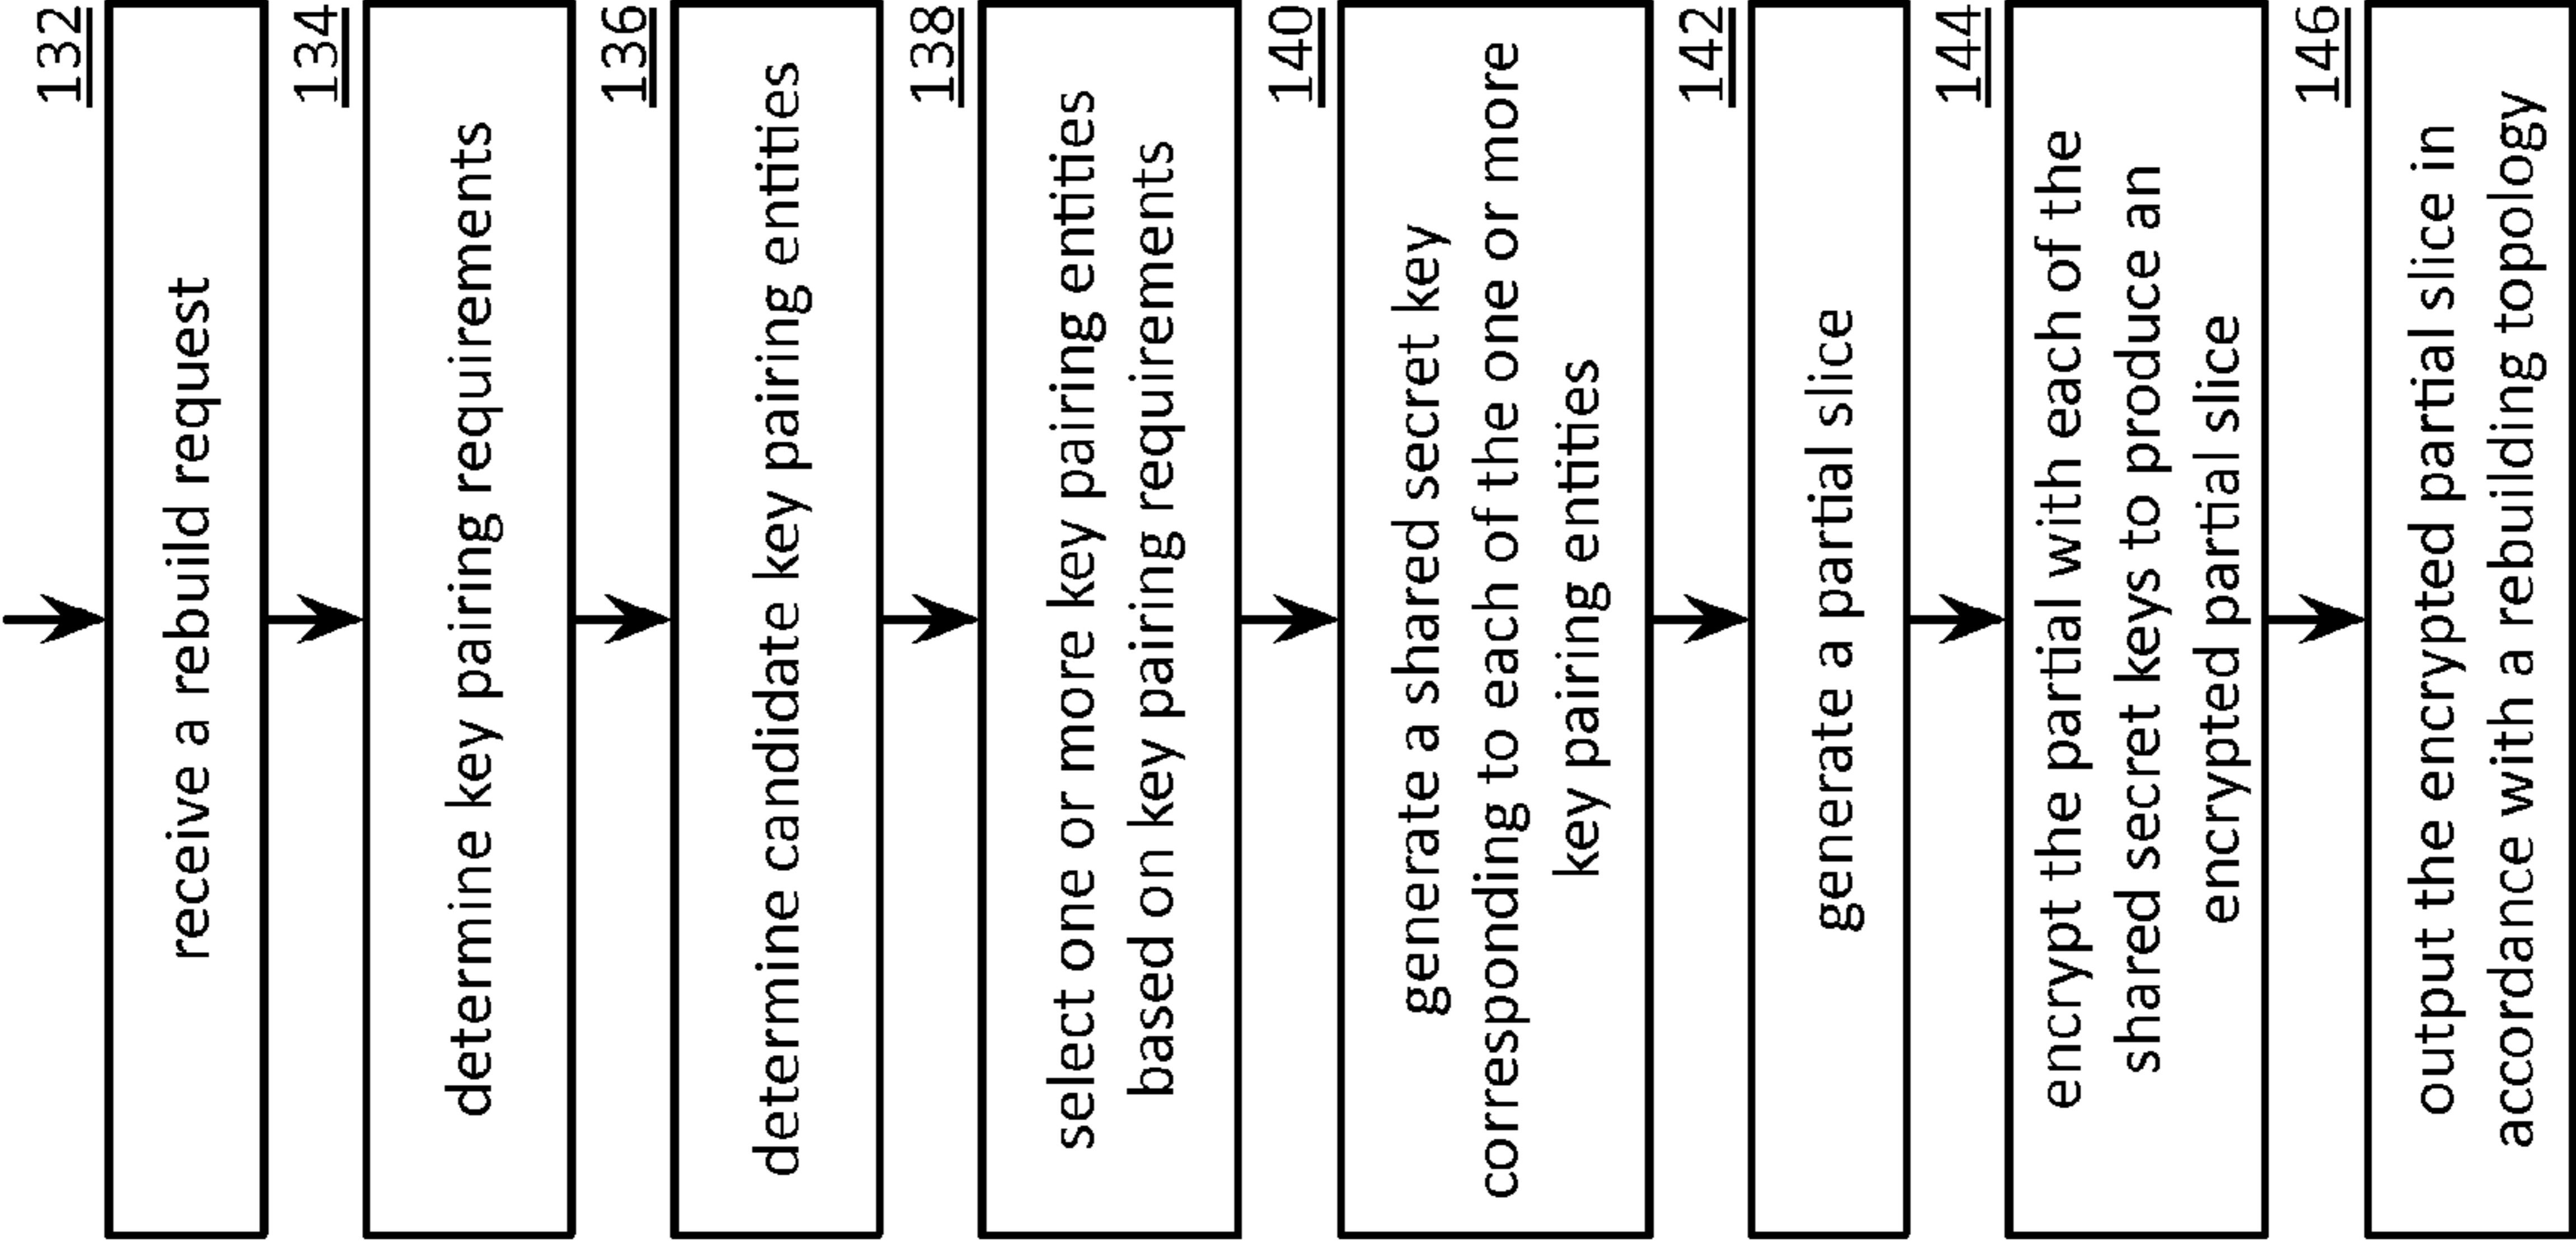 132
receive a rebuild request
134
determine key pairing requirements
136
determine candidate key pairing entities
138
select one or more key pairing entities
based on key pairing requirements
140
generate a shared secret key
corresponding to each of the one or more
key pairing entities
142
generate a partial slice
144
encrypt the partial with each of the
shared secret keys to produce an
encrypted partial slice
146
output the encrypted partial slice in
accordance with a rebuilding topology